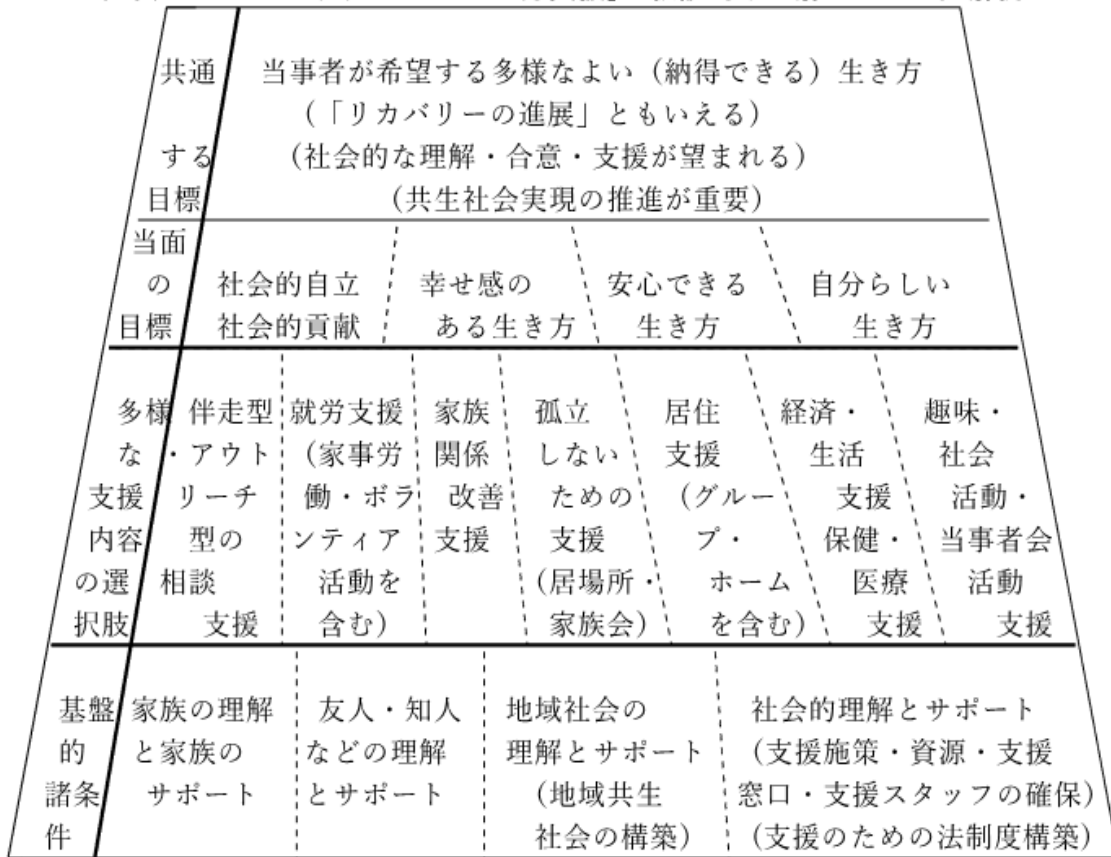 共通
する
目標
当事者が希望する多様なよい（納得できる）生き方
（「リカバリーの進展」ともいえる）
（社会的な理解・合意・支援が望まれる）
（共生社会実現の推進が重要）
当面
の
目標
社会的自立
社会的貢献
幸せ感の
ある生き方
安心できる
生き方
自分らしい
生き方
多様
な
支援
内容
の選
択肢
伴走型
・アウト
リーチ
型の
相談
支援
就労支援
（家事労
働・ボラ
ンティア
活動を
含む）
家族
関係
改善
支援
孤立
しない
ための
支援
（居場所・
家族会）
居住
支援
（グルー
プ・
ホーム
を含む）
経済・
生活
支援
保健・
医療
支援
趣味・
社会
活動・
当事者会
活動
支援
基盤
的
諸条
件
家族の理解
と家族の
サポート
友人・知人
などの理解
とサポート
地域社会の
理解とサポート
（地域共生
社会の構築）
社会的理解とサポート
（支援施策・資源・支援
窓口・支援スタッフの確保）
（支援のための法制度構築）